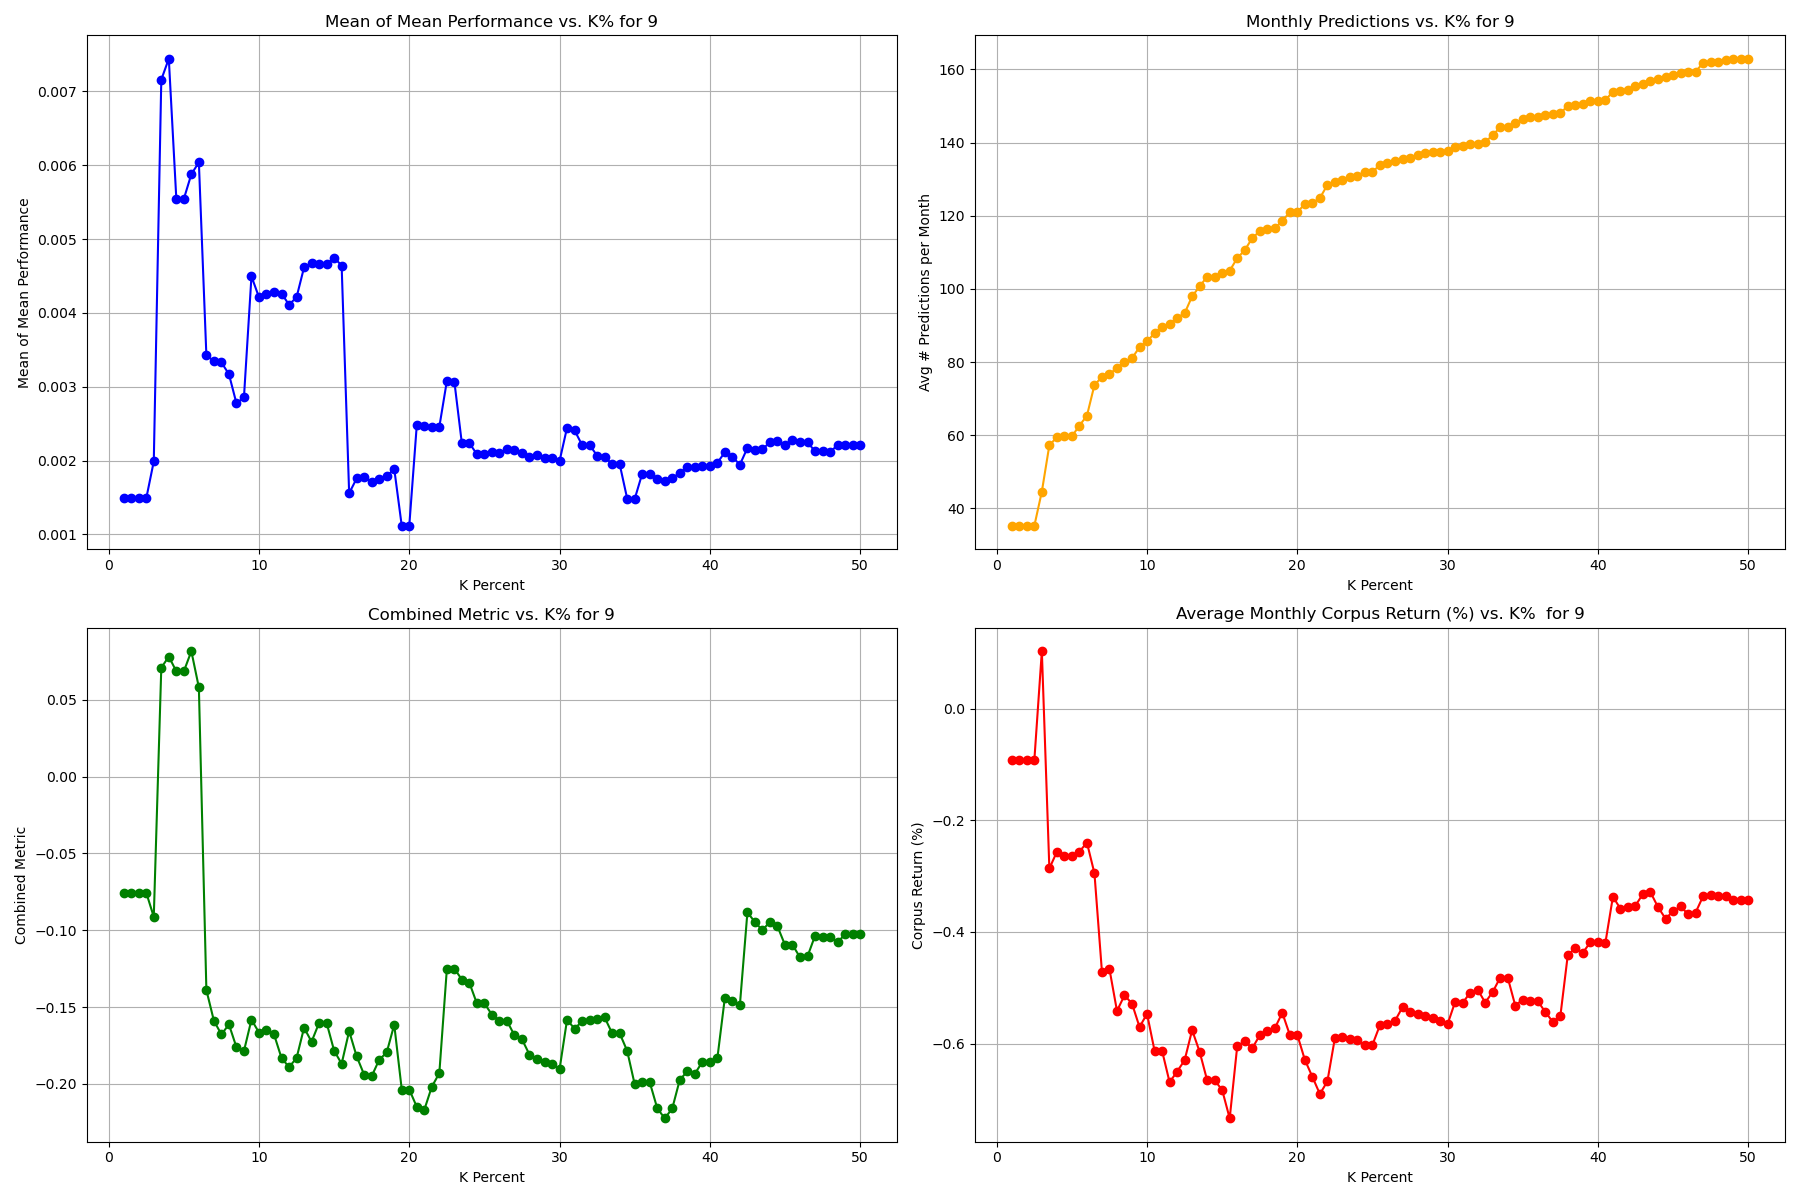 Mean of Mean Performance vs. K% for 9
Mean of Mean Performance
0.007
0.006
0.005
0.004
0.003
0.002
0.001
0 10 20 30 40 50
K Percent
Monthly Predictions vs. K% for 9
Avg # Predictions per Month
160
140
120
100
80
60
40
0 10 20 30 40 50
K Percent
Combined Metric vs. K% for 9
Combined Metric
0.05
0.00
−0.05
−0.10
−0.15
−0.20
0 10 20 30 40 50
K Percent
Average Monthly Corpus Return (%) vs. K%  for 9
Corpus Return (%)
0.0
−0.2
−0.4
−0.6
0 10 20 30 40 50
K Percent